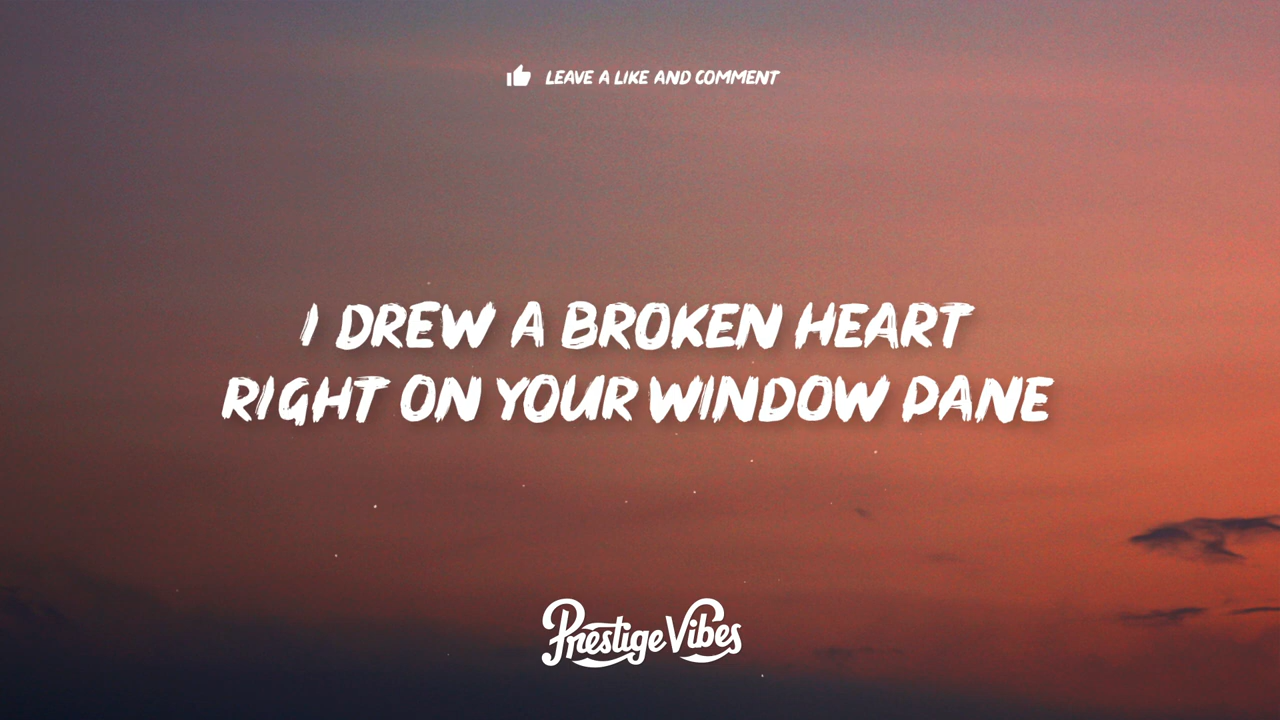 LEAVE A LIKE AND COMMENT
I DREW A BROKEN HEART
RIGHT ON YOUR WINDOW PANE
Prestige Vibes